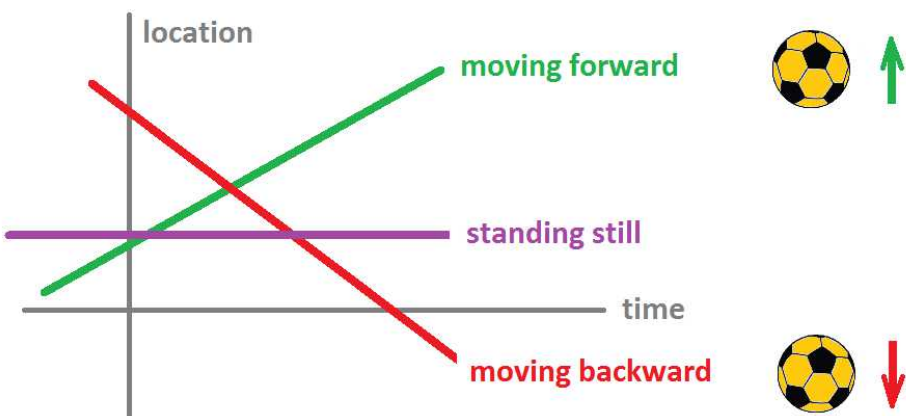 location
moving forward
standing still
time
moving backward